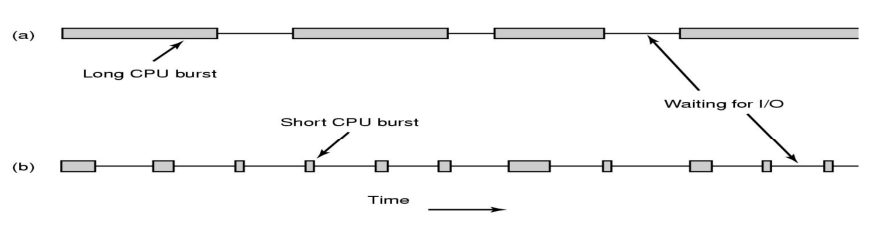 (a)
Long CPU burst
Waiting for I/O
Short CPU burst
(b)
Time